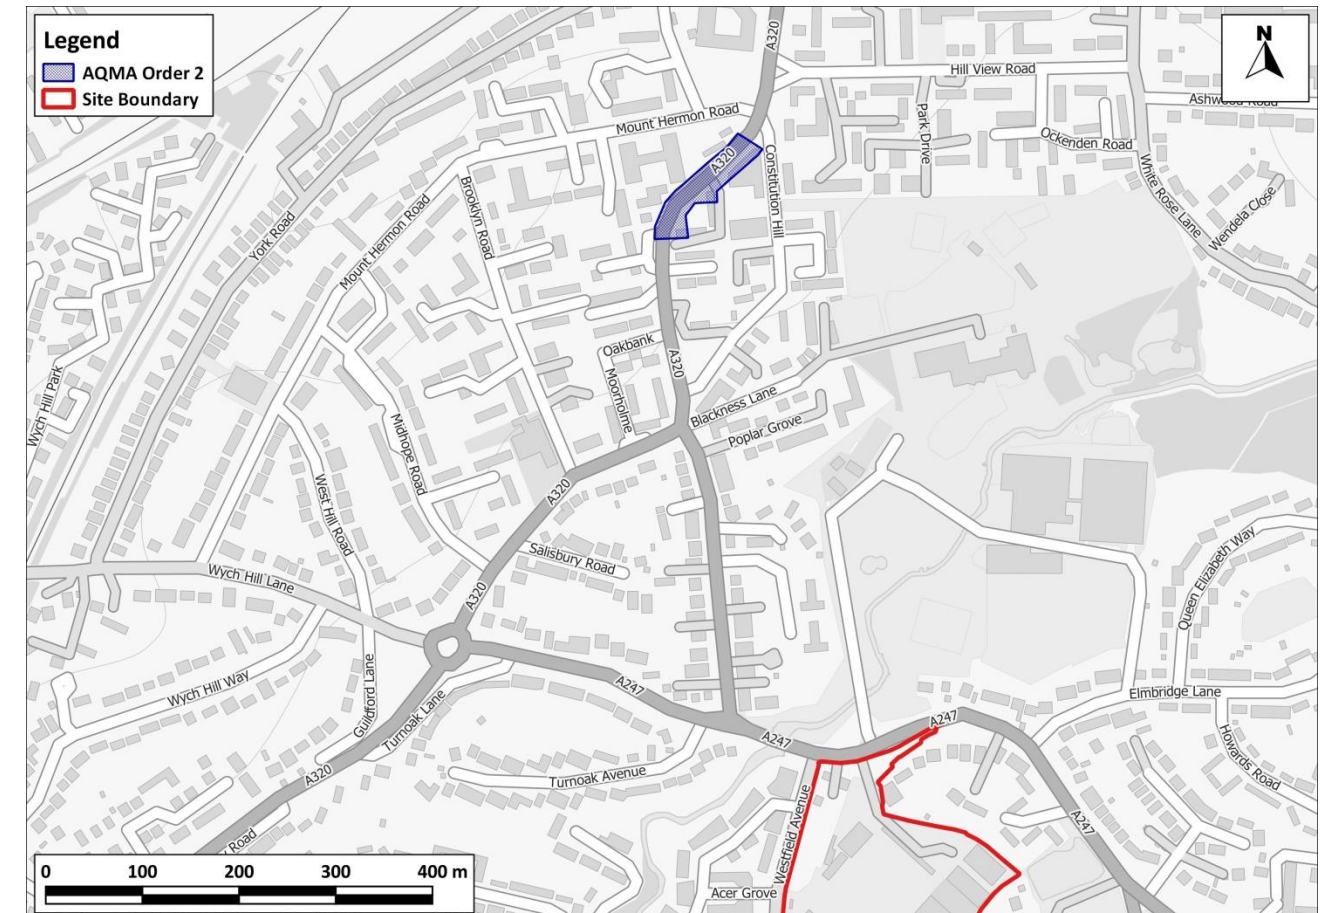 Legend
AQMA Order 2
Site Boundary
N
A320
Hill View Road
Ashwood Road
Mount Hermon Road
A320
Park Drive
Ockenden Road
Constitution Hill
White Rose Lane
Wendela Close
Brooklyn Road
York Road
Mount Hermon Road
Oakbank
A320
Moorholme
Blackness Lane
Poplar Grove
Wych Hill Park
Midhope Road
West Hill Road
A320
Salisbury Road
Wych Hill Lane
A320
Queen Elizabeth Way
Wych Hill Way
Guildford Lane
Turnoak Lane
A247
Elmbridge Lane
A247
A247
Howards Road
A320
Turnoak Avenue
Westfield Avenue
A247
y Road
Acer Grove
0 100 200 300 400 m